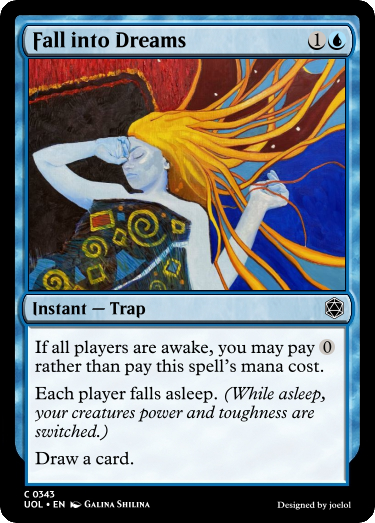 Fall into Dreams 1
Instant — Trap
If all players are awake, you may pay 0
rather than pay this spell's mana cost.
Each player falls asleep. (While asleep,
your creatures power and toughness are
switched.)
Draw a card.
C 0343
UOL • EN Galina Shilina
Designed by joelol